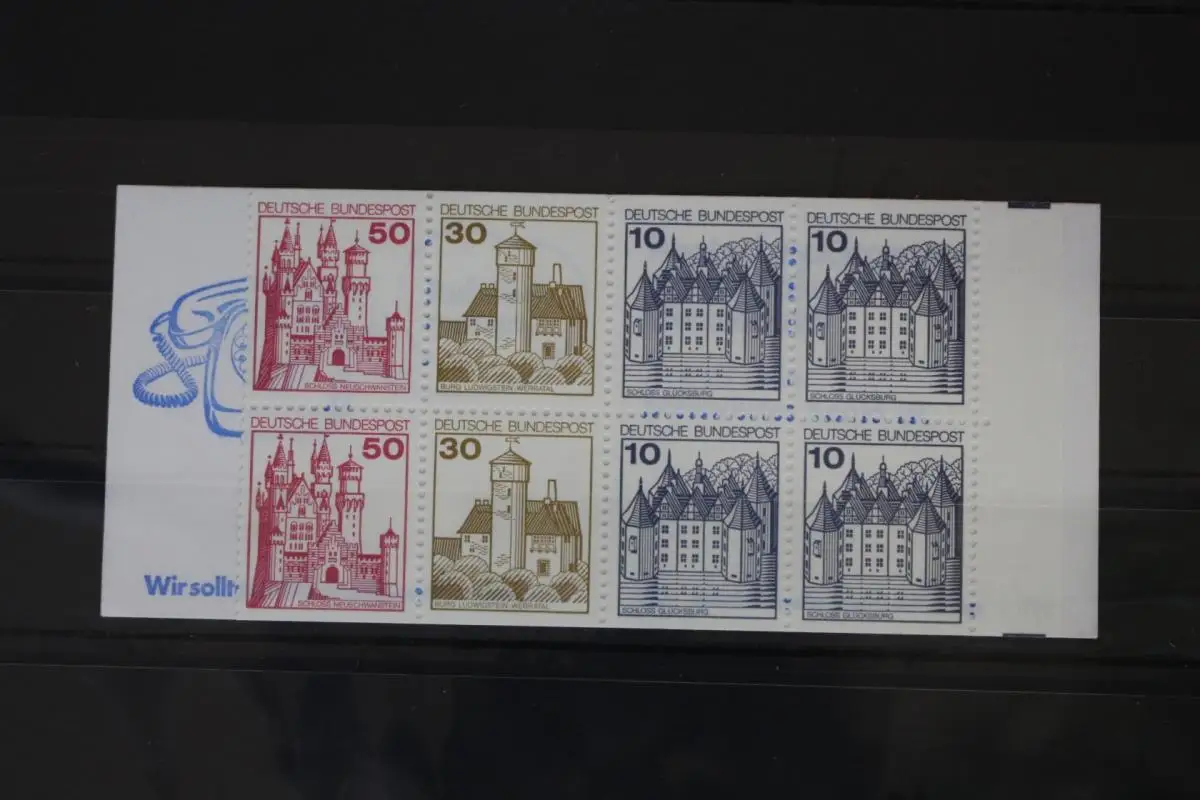 DEUTSCHE BUNDESPOST
50
SCHLOSS NEUSCHWANSTEIN
DEUTSCHE BUNDESPOST
30
BURG LUDWIGSTEIN·WERRATAL
DEUTSCHE BUNDESPOST
10
SCHLOSS GLÜCKSBURG
DEUTSCHE BUNDESPOST
10
SCHLOSS GLÜCKSBURG
DEUTSCHE BUNDESPOST
50
SCHLOSS NEUSCHWANSTEIN
DEUTSCHE BUNDESPOST
30
BURG LUDWIGSTEIN·WERRATAL
DEUTSCHE BUNDESPOST
10
SCHLOSS GLÜCKSBURG
DEUTSCHE BUNDESPOST
10
SCHLOSS GLÜCKSBURG
Wir sollt